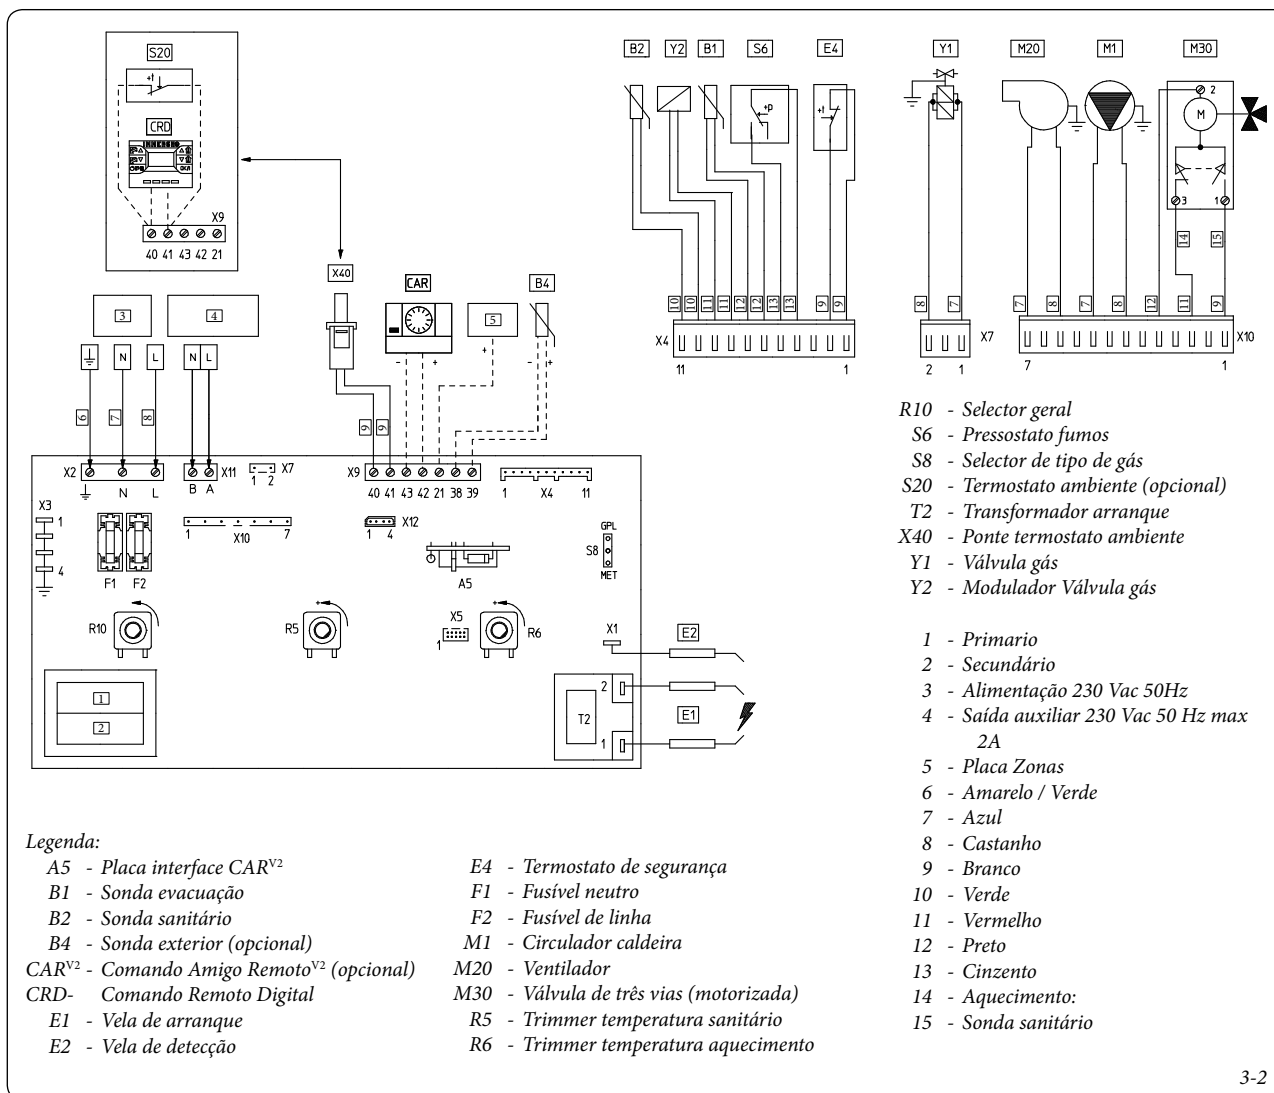 S20
+t
CRD
IMMERGAS
X9
40 41 43 42 21
B2 Y2 B1 S6 E4 Y1 M20 M1 M30
+P
+t
2
M
3 1
14 15
10 10 11 11 12 12 13 13 9 9
8 7
7 8 7 8 12 11 9
X4
11 1
X7
2 1
X10
7 1
3
4
X40
CAR
5
B4
- +
+
- +
N L
N L
6 7 8
9 9
X2
N L
X11
B A
X7
1 2
X9
40 41 43 42 21 38 39
1 X4 11
X3
1
4
F1 F2
1 X10 7
X12
1 4
A5
GPL
S8
MET
R10
R5
+
X5
1
+
R6
X1
E2
2
T2
E1
1
1
2
R10 - Selector geral
S6 - Pressostato fumos
S8 - Selector de tipo de gás
S20 - Termostato ambiente (opcional)
T2 - Transformador arranque
X40 - Ponte termostato ambiente
Y1 - Válvula gás
Y2 - Modulador Válvula gás
1 - Primario
2 - Secundário
3 - Alimentação 230 Vac 50Hz
4 - Saída auxiliar 230 Vac 50 Hz max
2A
5 - Placa Zonas
6 - Amarelo / Verde
7 - Azul
8 - Castanho
9 - Branco
10 - Verde
11 - Vermelho
12 - Preto
13 - Cinzento
14 - Aquecimento:
15 - Sonda sanitário
Legenda:
A5 - Placa interface CARV2
B1 - Sonda evacuação
B2 - Sonda sanitário
B4 - Sonda exterior (opcional)
CARV2 - Comando Amigo RemotoV2 (opcional)
CRD- Comando Remoto Digital
E1 - Vela de arranque
E2 - Vela de detecção
E4 - Termostato de segurança
F1 - Fusível neutro
F2 - Fusível de linha
M1 - Circulador caldeira
M20 - Ventilador
M30 - Válvula de três vias (motorizada)
R5 - Trimmer temperatura sanitário
R6 - Trimmer temperatura aquecimento
3-2